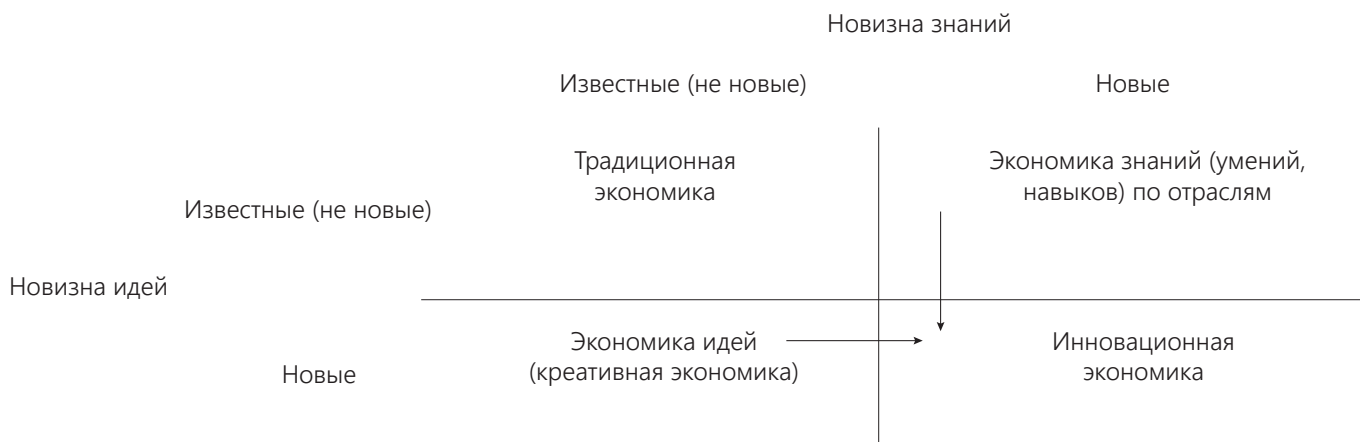 Новизна знаний
Известные (не новые)
Новые
Традиционная
экономика
Экономика знаний (умений,
навыков) по отраслям
Известные (не новые)
Новизна идей
Экономика идей
(креативная экономика)
Инновационная
экономика
Новые